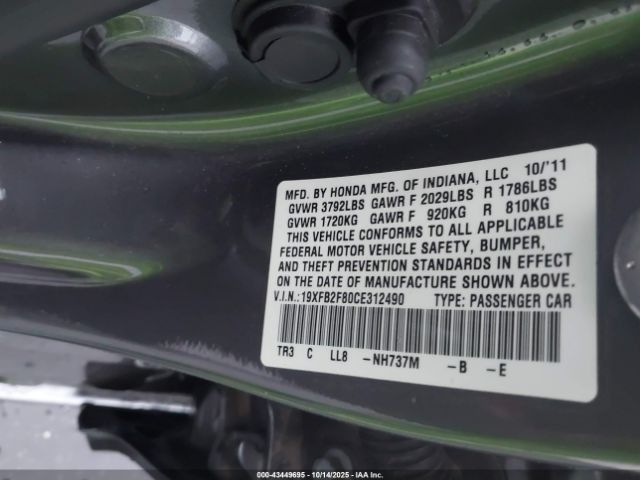 MFD. BY HONDA MFG. OF INDIANA, LLC 10/'11
GVWR 3792LBS GAWR F 2029LBS R 1786LBS
GVWR 1720KG GAWR F 920KG R 810KG
THIS VEHICLE CONFORMS TO ALL APPLICABLE
FEDERAL MOTOR VEHICLE SAFETY, BUMPER,
AND THEFT PREVENTION STANDARDS IN EFFECT
ON THE DATE OF MANUFACTURE SHOWN ABOVE.
V.I.N.:19XFB2F80CE312490 TYPE: PASSENGER CAR
TR3 C LL8 -NH737M -B -E
000-43449695 - 10/14/2025 - IAA Inc.